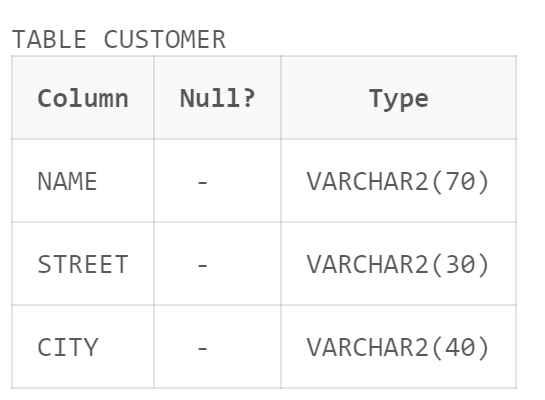 TABLE CUSTOMER
Column Null? Type
NAME - VARCHAR2(70)
STREET - VARCHAR2(30)
CITY - VARCHAR2(40)